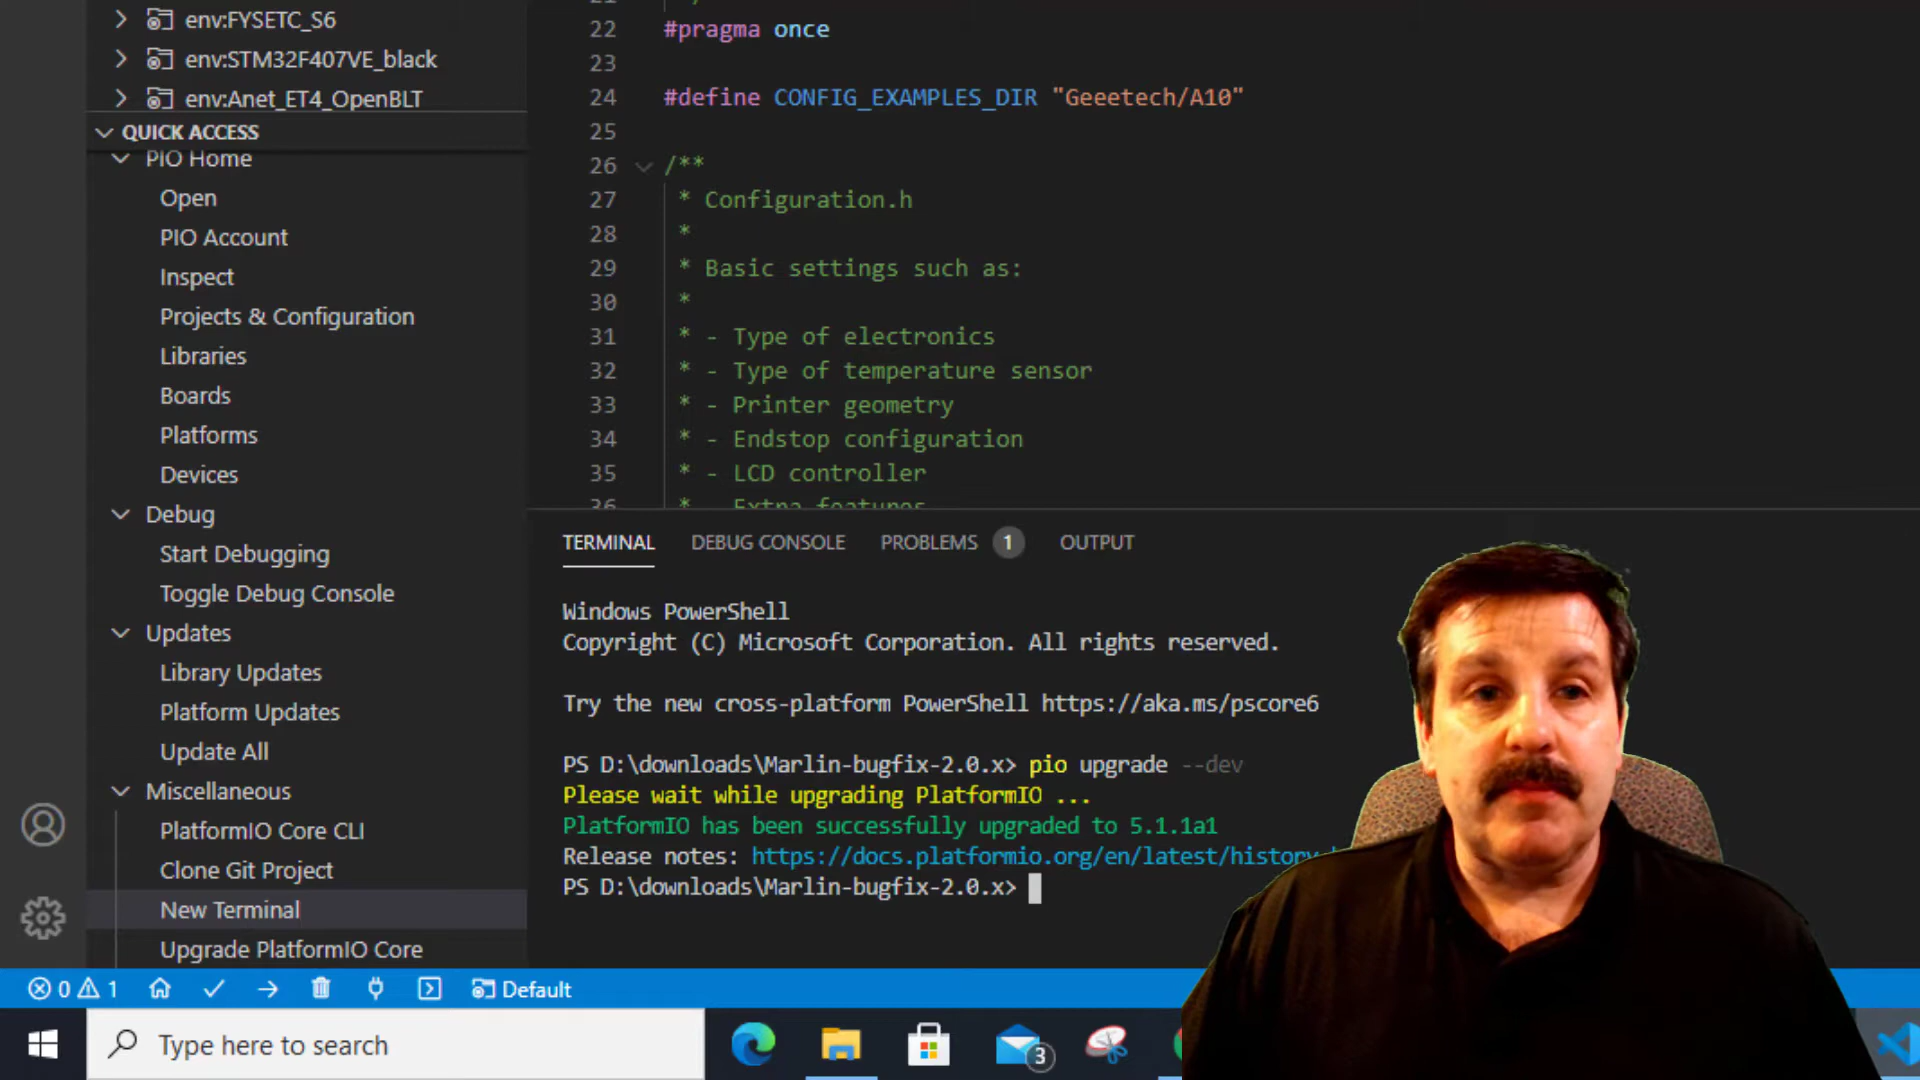 env:FYSETC_S6
env:STM32F407VE_black
env:Anet_ET4_OpenBLT
QUICK ACCESS
PIO Home
Open
PIO Account
Inspect
Projects & Configuration
Libraries
Boards
Platforms
Devices
Debug
Start Debugging
Toggle Debug Console
Updates
Library Updates
Platform Updates
Update All
Miscellaneous
PlatformIO Core CLI
Clone Git Project
New Terminal
Upgrade PlatformIO Core
22 #pragma once
23
24 #define CONFIG_EXAMPLES_DIR "Geeetech/A10"
25
26 /**
27 * Configuration.h
28 *
29 * Basic settings such as:
30 *
31 * - Type of electronics
32 * - Type of temperature sensor
33 * - Printer geometry
34 * - Endstop configuration
35 * - LCD controller
36 * - Extra features
TERMINAL DEBUG CONSOLE PROBLEMS 1 OUTPUT
Windows PowerShell
Copyright (C) Microsoft Corporation. All rights reserved.
Try the new cross-platform PowerShell https://aka.ms/pscore6
PS D:\downloads\Marlin-bugfix-2.0.x> pio upgrade --dev
Please wait while upgrading PlatformIO ...
PlatformIO has been successfully upgraded to 5.1.1a1
Release notes: https://docs.platformio.org/en/latest/history
PS D:\downloads\Marlin-bugfix-2.0.x>
0 1 Default
Type here to search
3